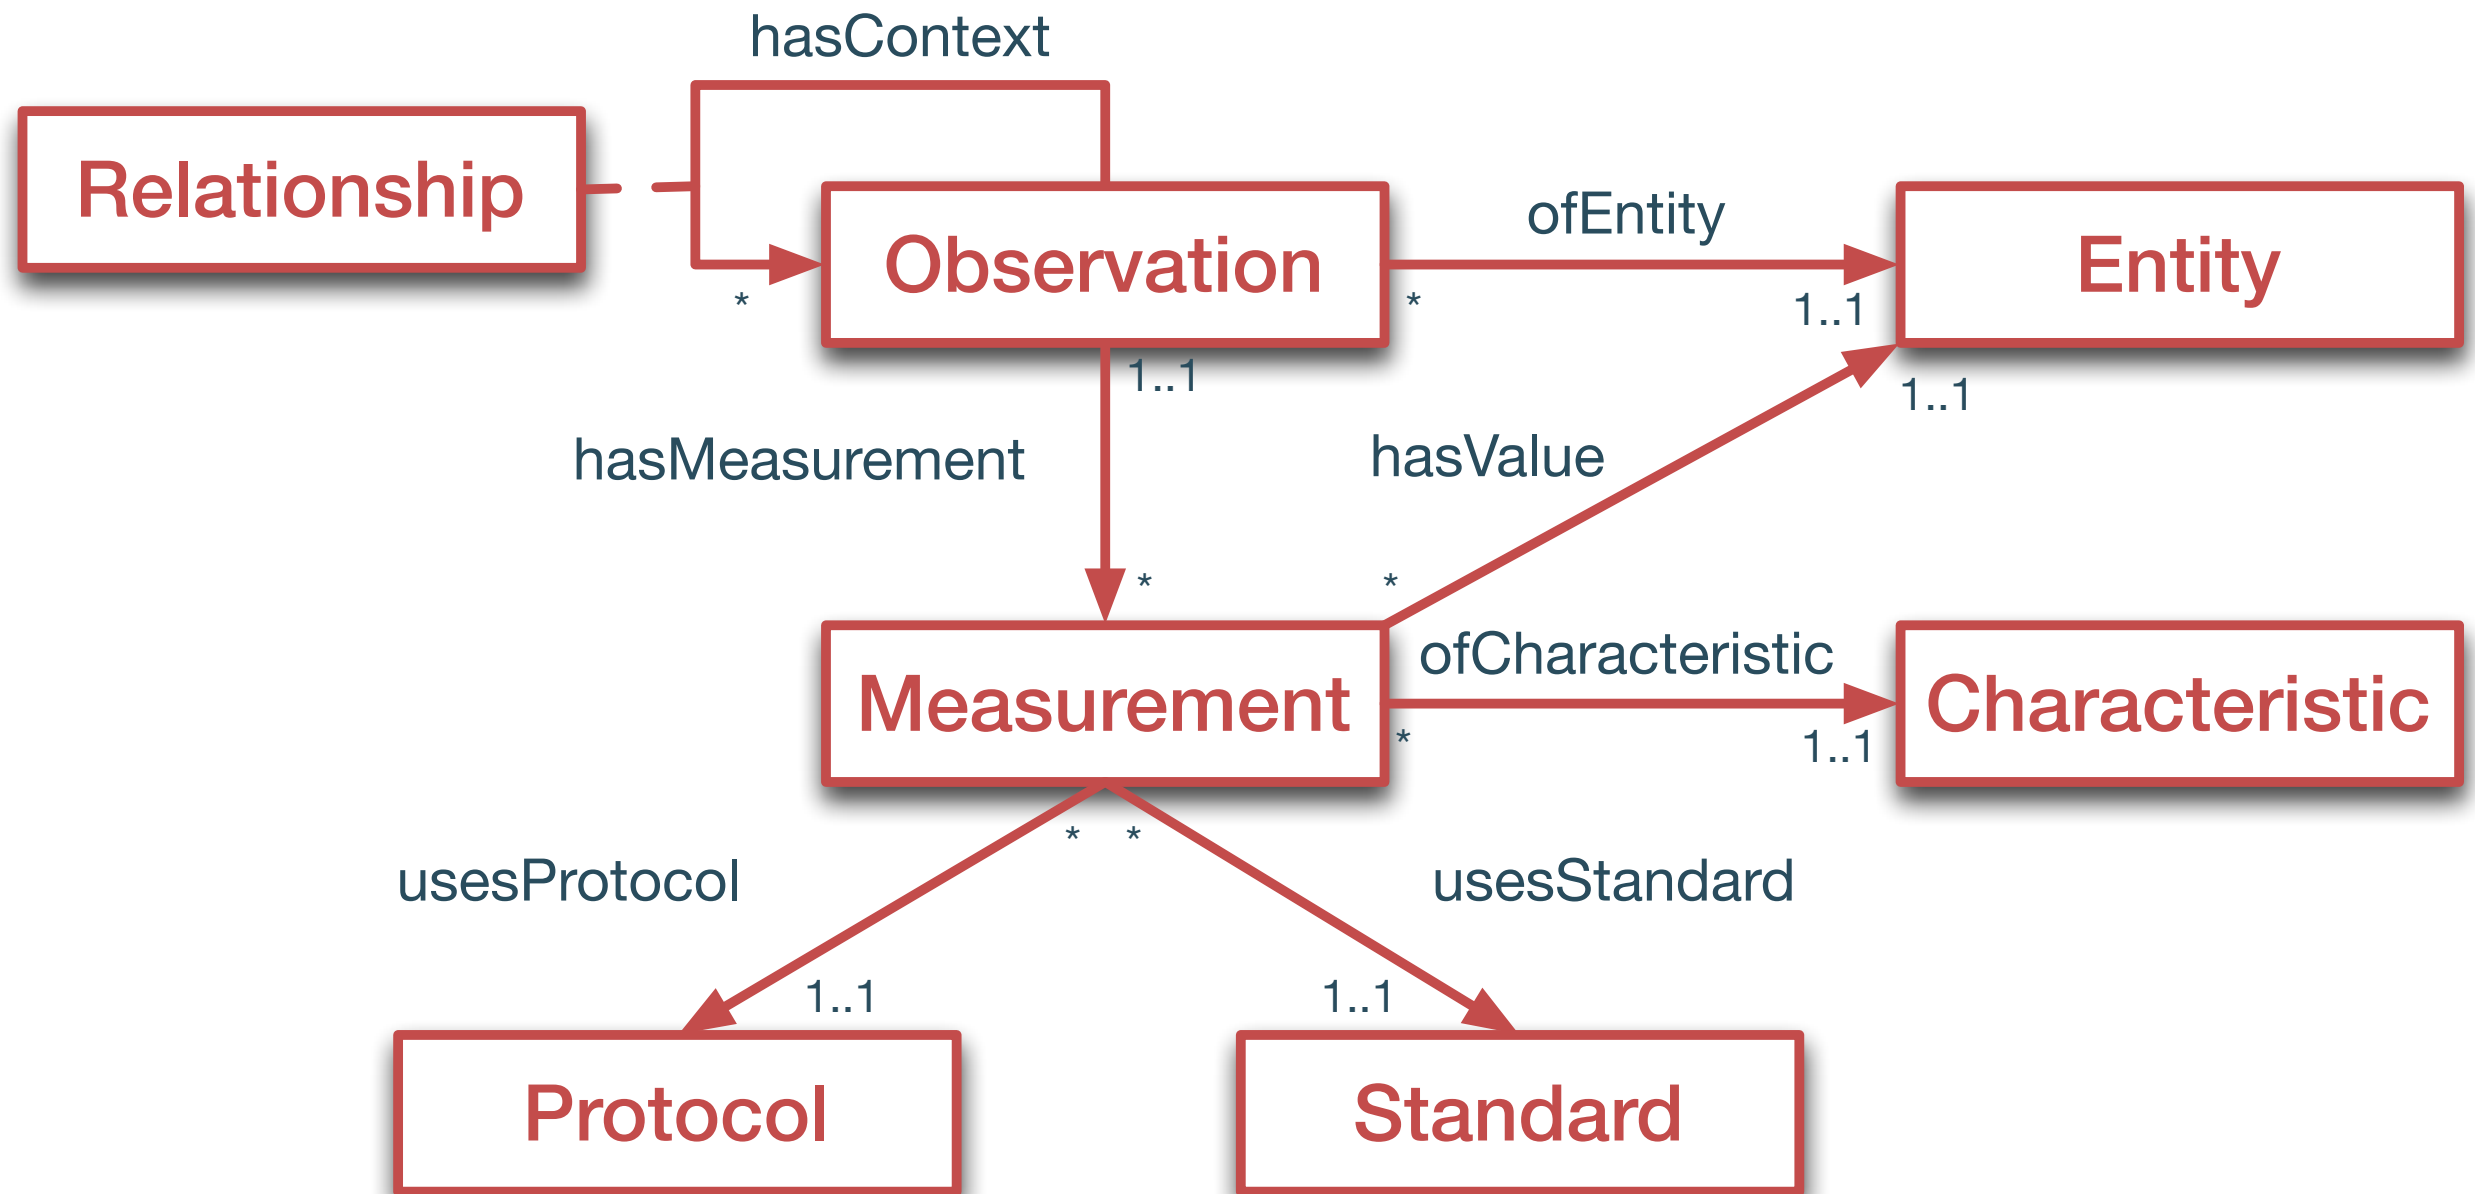 hasContext
Relationship
Observation
ofEntity
Entity
*
*
1..1
1..1
1..1
hasMeasurement
hasValue
*
*
Measurement
ofCharacteristic
Characteristic
*
1..1
*
*
usesProtocol
usesStandard
1..1
1..1
Protocol
Standard